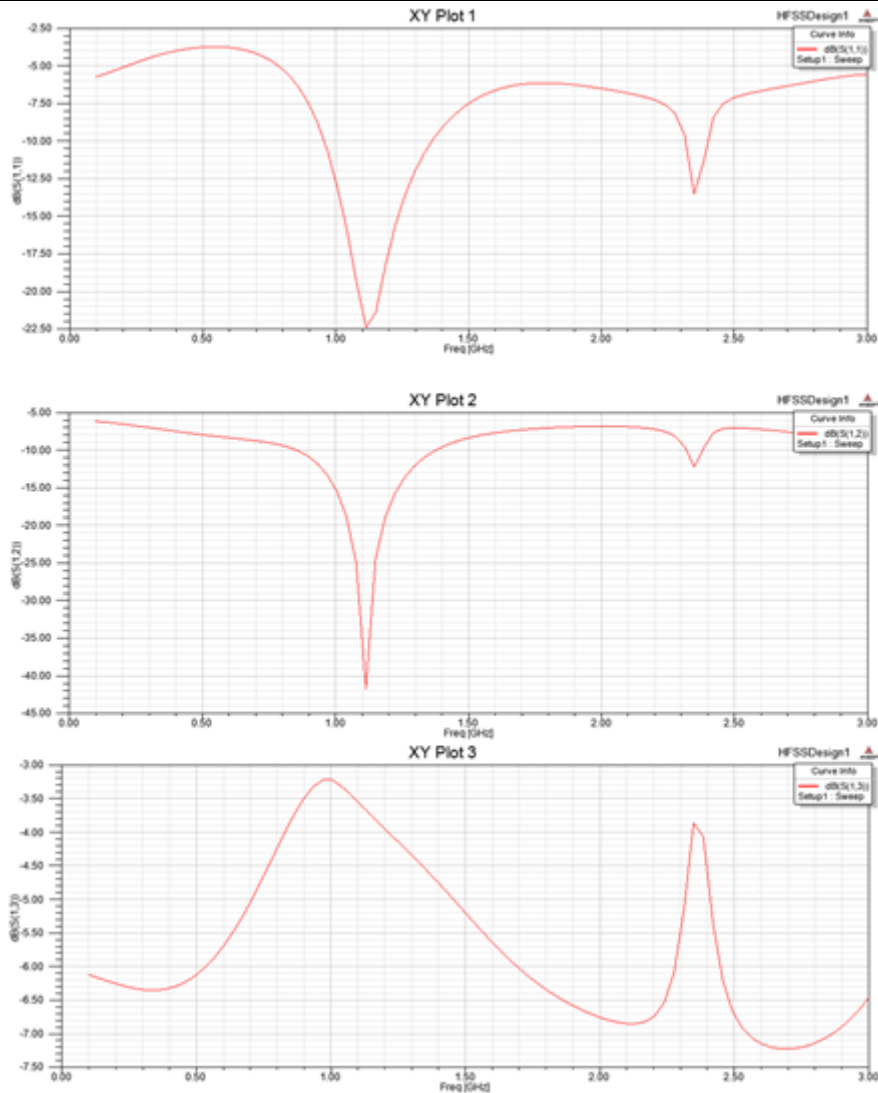 XY Plot 1
HFSSDesign1
Curve Info
dB(S(1,1))
Setup1 : Sweep
-2.50
-5.00
-7.50
-10.00
-12.50
-15.00
-17.50
-20.00
-22.50
dB(S(1,1))
0.00 0.50 1.00 1.50 2.00 2.50 3.00
Freq [GHz]
XY Plot 2
HFSSDesign1
Curve Info
dB(S(1,2))
Setup1 : Sweep
-5.00
-10.00
-15.00
-20.00
-25.00
-30.00
-35.00
-40.00
-45.00
dB(S(1,2))
0.00 0.50 1.00 1.50 2.00 2.50 3.00
Freq [GHz]
XY Plot 3
HFSSDesign1
Curve Info
dB(S(1,3))
Setup1 : Sweep
-3.00
-3.50
-4.00
-4.50
-5.00
-5.50
-6.00
-6.50
-7.00
-7.50
dB(S(1,3))
0.00 0.50 1.00 1.50 2.00 2.50 3.00
Freq [GHz]